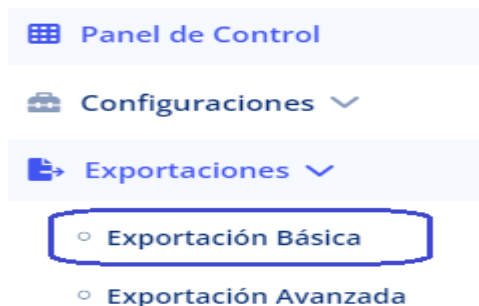 Panel de Control
Configuraciones
Exportaciones
Exportación Básica
Exportación Avanzada